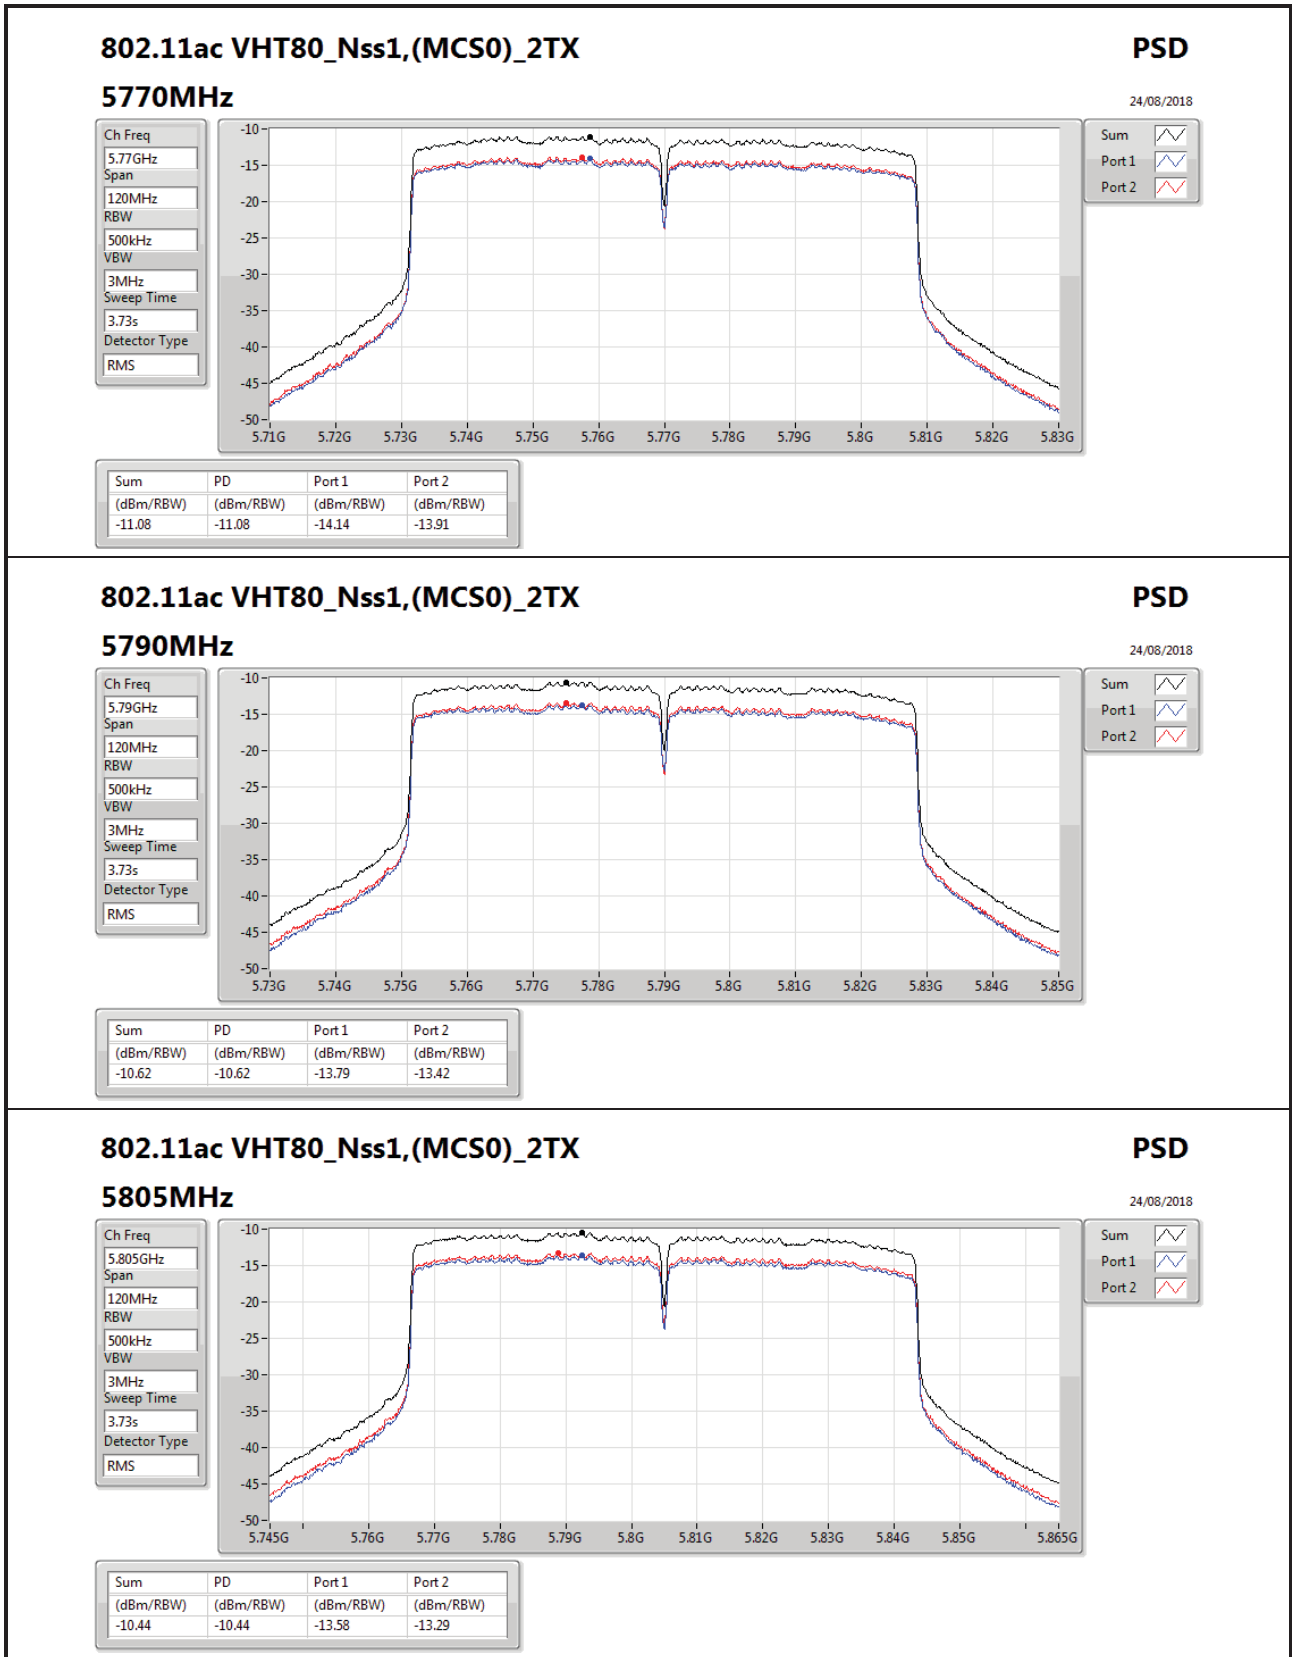 802.11ac VHT80_Nss1,(MCS0)_2TX PSD
5770MHz 24/08/2018
Ch Freq
5.77GHz
Span
120MHz
RBW
500kHz
VBW
3MHz
Sweep Time
3.73s
Detector Type
RMS
-10
-15
-20
-25
-30
-35
-40
-45
-50
5.71G 5.72G 5.73G 5.74G 5.75G 5.76G 5.77G 5.78G 5.79G 5.8G 5.81G 5.82G 5.83G
Sum
Port 1
Port 2
Sum PD Port 1 Port 2
(dBm/RBW) (dBm/RBW) (dBm/RBW) (dBm/RBW)
-11.08 -11.08 -14.14 -13.91
802.11ac VHT80_Nss1,(MCS0)_2TX PSD
5790MHz 24/08/2018
Ch Freq
5.79GHz
Span
120MHz
RBW
500kHz
VBW
3MHz
Sweep Time
3.73s
Detector Type
RMS
-10
-15
-20
-25
-30
-35
-40
-45
-50
5.73G 5.74G 5.75G 5.76G 5.77G 5.78G 5.79G 5.8G 5.81G 5.82G 5.83G 5.84G 5.85G
Sum
Port 1
Port 2
Sum PD Port 1 Port 2
(dBm/RBW) (dBm/RBW) (dBm/RBW) (dBm/RBW)
-10.62 -10.62 -13.79 -13.42
802.11ac VHT80_Nss1,(MCS0)_2TX PSD
5805MHz 24/08/2018
Ch Freq
5.805GHz
Span
120MHz
RBW
500kHz
VBW
3MHz
Sweep Time
3.73s
Detector Type
RMS
-10
-15
-20
-25
-30
-35
-40
-45
-50
5.745G 5.76G 5.77G 5.78G 5.79G 5.8G 5.81G 5.82G 5.83G 5.84G 5.85G 5.865G
Sum
Port 1
Port 2
Sum PD Port 1 Port 2
(dBm/RBW) (dBm/RBW) (dBm/RBW) (dBm/RBW)
-10.44 -10.44 -13.58 -13.29